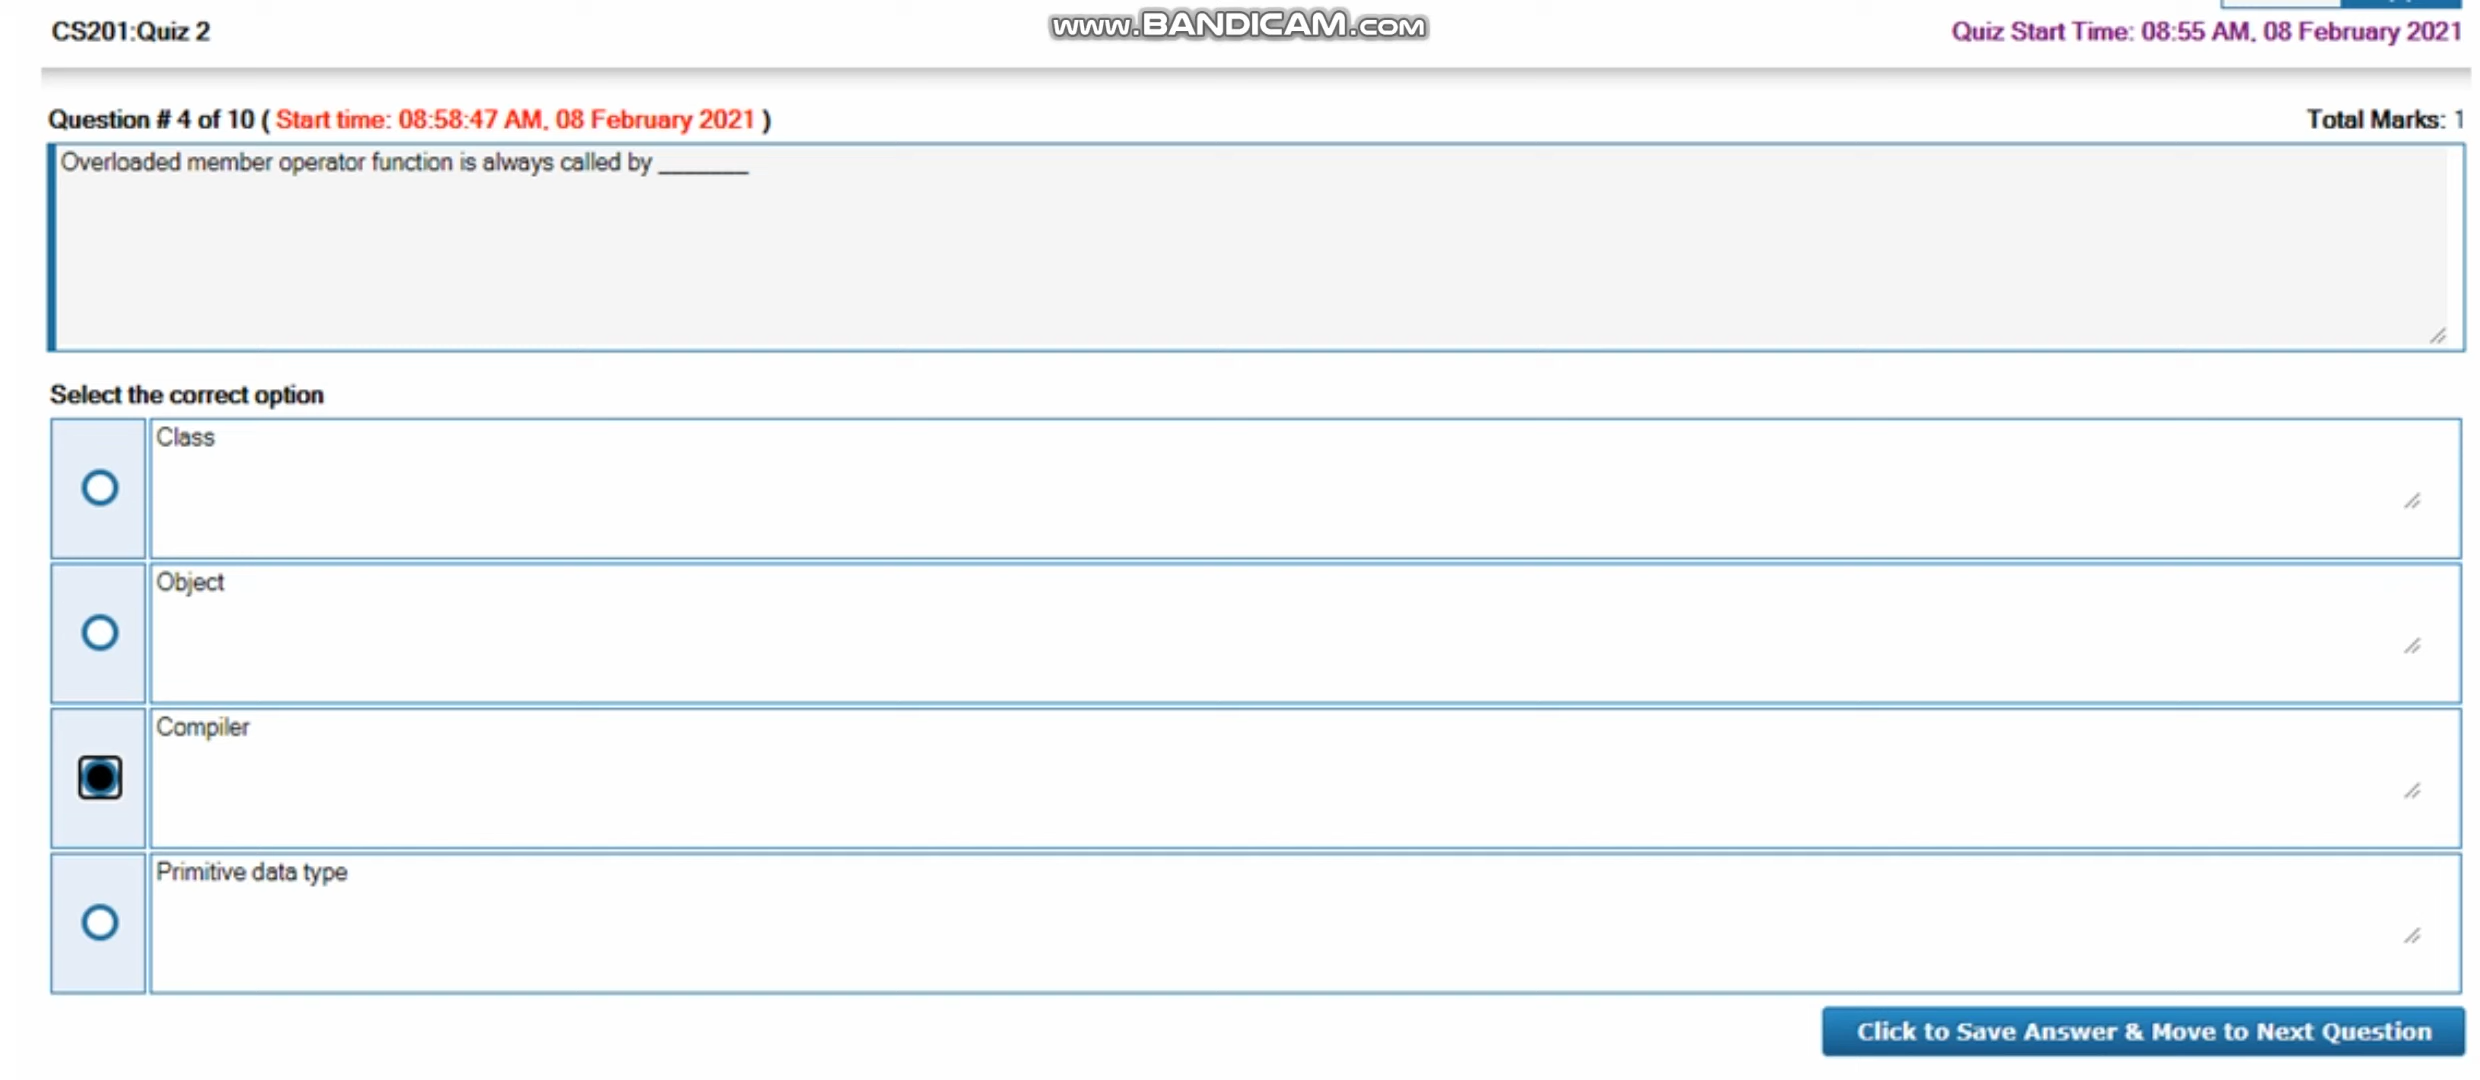 CS201:Quiz 2
www.BANDICAM.com
Quiz Start Time: 08:55 AM, 08 February 2021
Question # 4 of 10 ( Start time: 08:58:47 AM, 08 February 2021 )
Total Marks: 1
Overloaded member operator function is always called by _______
Select the correct option
Class
Object
Compiler
Primitive data type
Click to Save Answer & Move to Next Question